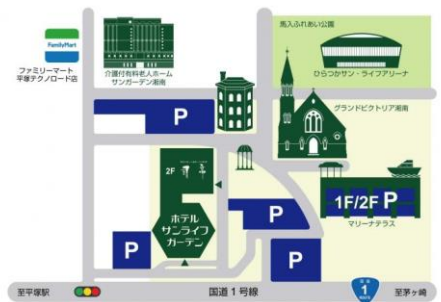 馬入ふれあい公園
FamilyMart
ファミリーマート
平塚テクノロード店
介護付有料老人ホーム
サンガーデン湘南
ひらつかサン・ライフアリーナ
グランドビクトリア湘南
P
2F
ホテル
サンライフ
ガーデン
P
P
P
1F/2F P
マリーナテラス
至平塚駅
国道1号線
国道
1
至茅ヶ崎